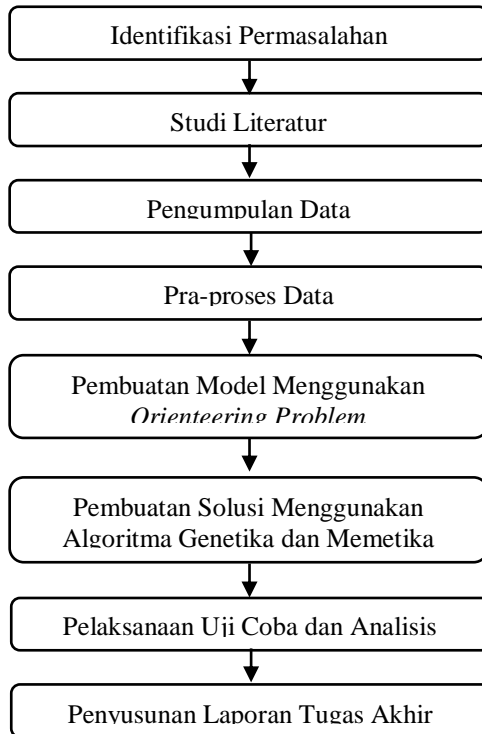 Identifikasi Permasalahan
Studi Literatur
Pengumpulan Data
Pra-proses Data
Pembuatan Model Menggunakan
Orienteering Problem
Pembuatan Solusi Menggunakan
Algoritma Genetika dan Memetika
Pelaksanaan Uji Coba dan Analisis
Penyusunan Laporan Tugas Akhir